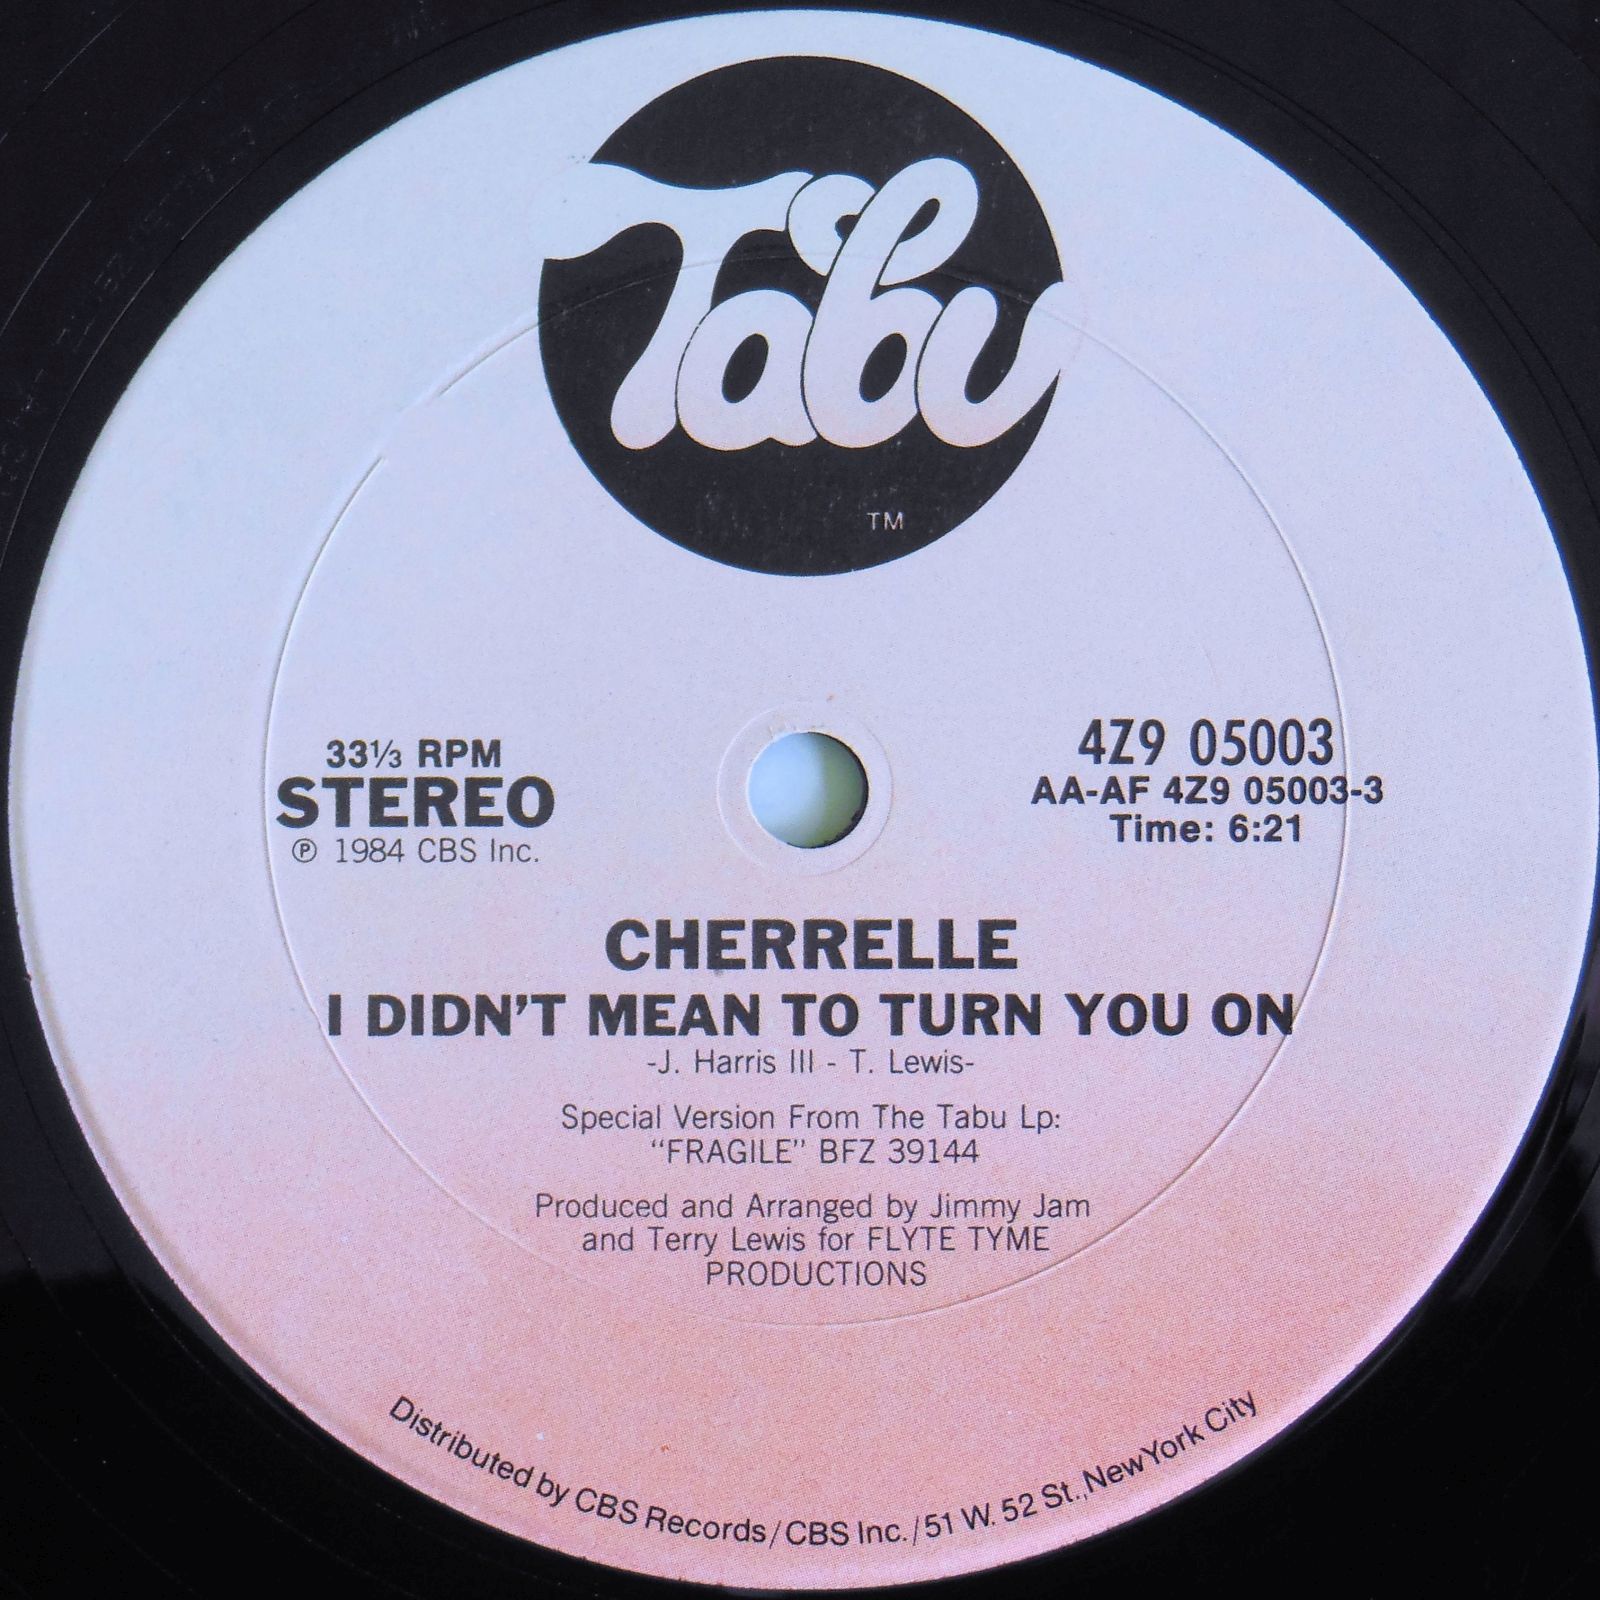 Tabu
TM
33⅓ RPM
STEREO
℗ 1984 CBS Inc.
4Z9 05003
AA-AF 4Z9 05003-3
Time: 6:21
CHERRELLE
I DIDN'T MEAN TO TURN YOU ON
-J. Harris III - T. Lewis-
Special Version From The Tabu Lp:
“FRAGILE” BFZ 39144
Produced and Arranged by Jimmy Jam
and Terry Lewis for FLYTE TYME
PRODUCTIONS
Distributed by CBS Records/CBS Inc./51 W. 52 St., New York City